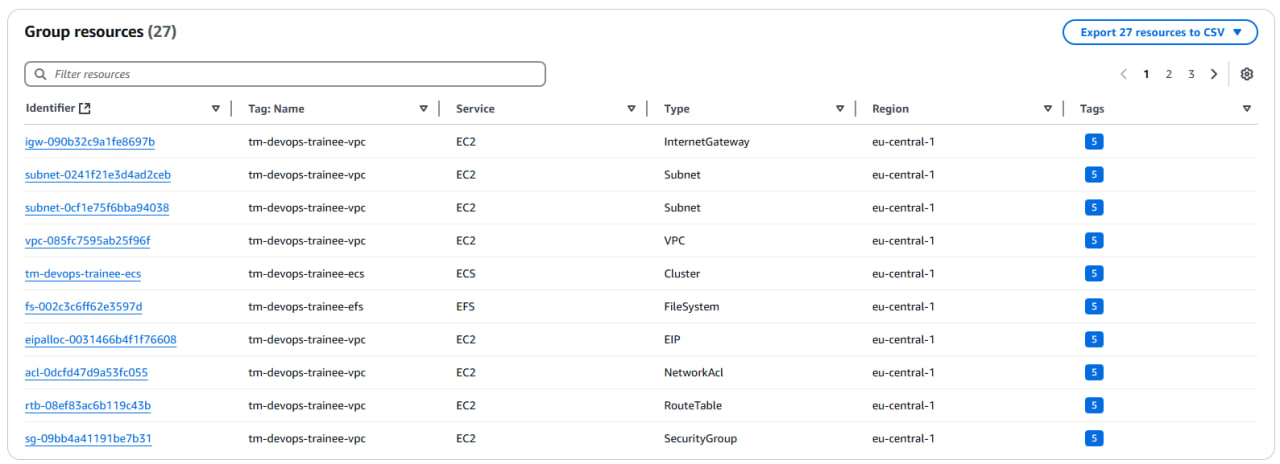 Group resources (27)
Export 27 resources to CSV
Filter resources
1 2 3
Identifier Tag: Name Service Type Region Tags
igw-090b32c9a1fe8697b tm-devops-trainee-vpc EC2 InternetGateway eu-central-1 5
subnet-0241f21e3d4ad2ceb tm-devops-trainee-vpc EC2 Subnet eu-central-1 5
subnet-0cf1e75f6bba94038 tm-devops-trainee-vpc EC2 Subnet eu-central-1 5
vpc-085fc7595ab25f96f tm-devops-trainee-vpc EC2 VPC eu-central-1 5
tm-devops-trainee-ecs tm-devops-trainee-ecs ECS Cluster eu-central-1 5
fs-002c3c6ff62e3597d tm-devops-trainee-efs EFS FileSystem eu-central-1 5
eipalloc-0031466b4f1f76608 tm-devops-trainee-vpc EC2 EIP eu-central-1 5
acl-0dcfd47d9a53fc055 tm-devops-trainee-vpc EC2 NetworkAcl eu-central-1 5
rtb-08ef83ac6b119c43b tm-devops-trainee-vpc EC2 RouteTable eu-central-1 5
sg-09bb4a41191be7b31 tm-devops-trainee-vpc EC2 SecurityGroup eu-central-1 5